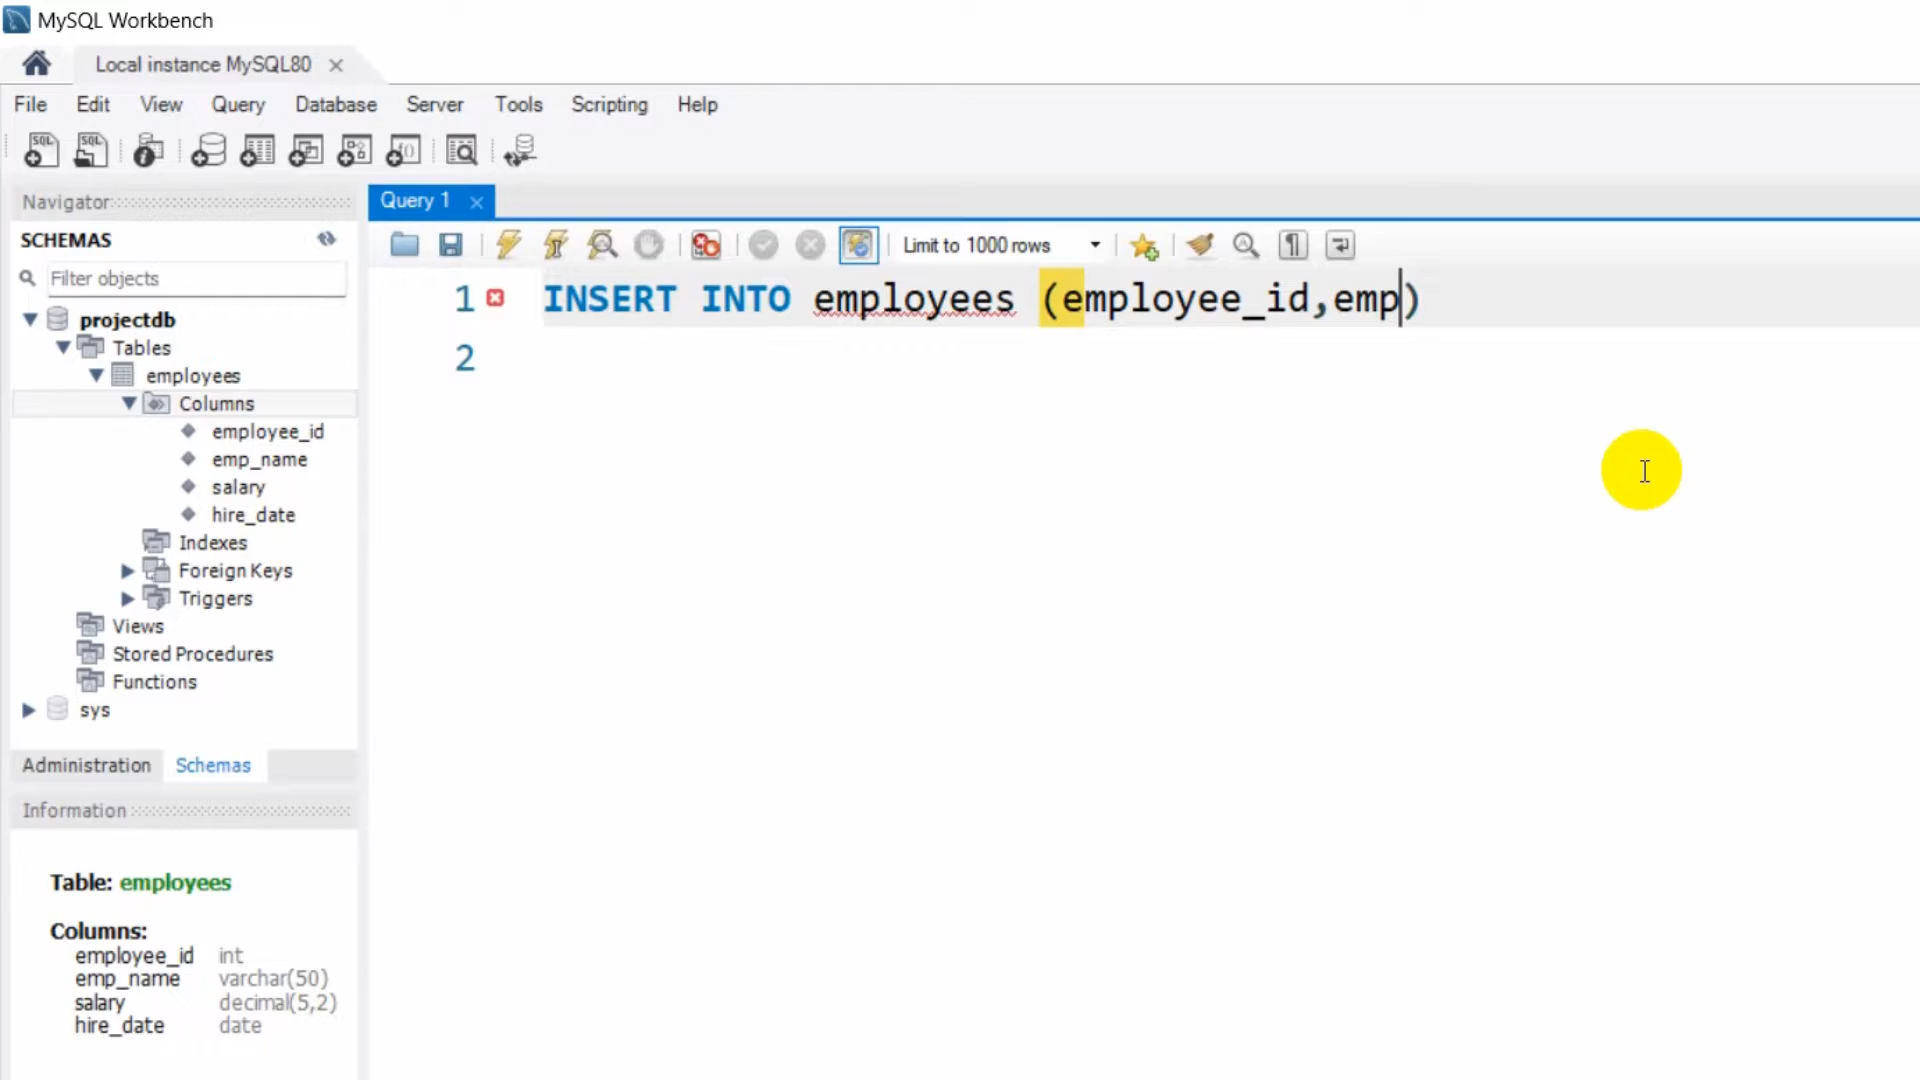 MySQL Workbench
Local instance MySQL80
File Edit View Query Database Server Tools Scripting Help
SQL SQL
Navigator
Query 1
SCHEMAS
Limit to 1000 rows
Filter objects
1 INSERT INTO employees (employee_id,emp)
2
projectdb
Tables
employees
Columns
employee_id
emp_name
salary
hire_date
Indexes
Foreign Keys
Triggers
Views
Stored Procedures
Functions
sys
Administration Schemas
Information
Table: employees
Columns:
employee_id int
emp_name varchar(50)
salary decimal(5,2)
hire_date date